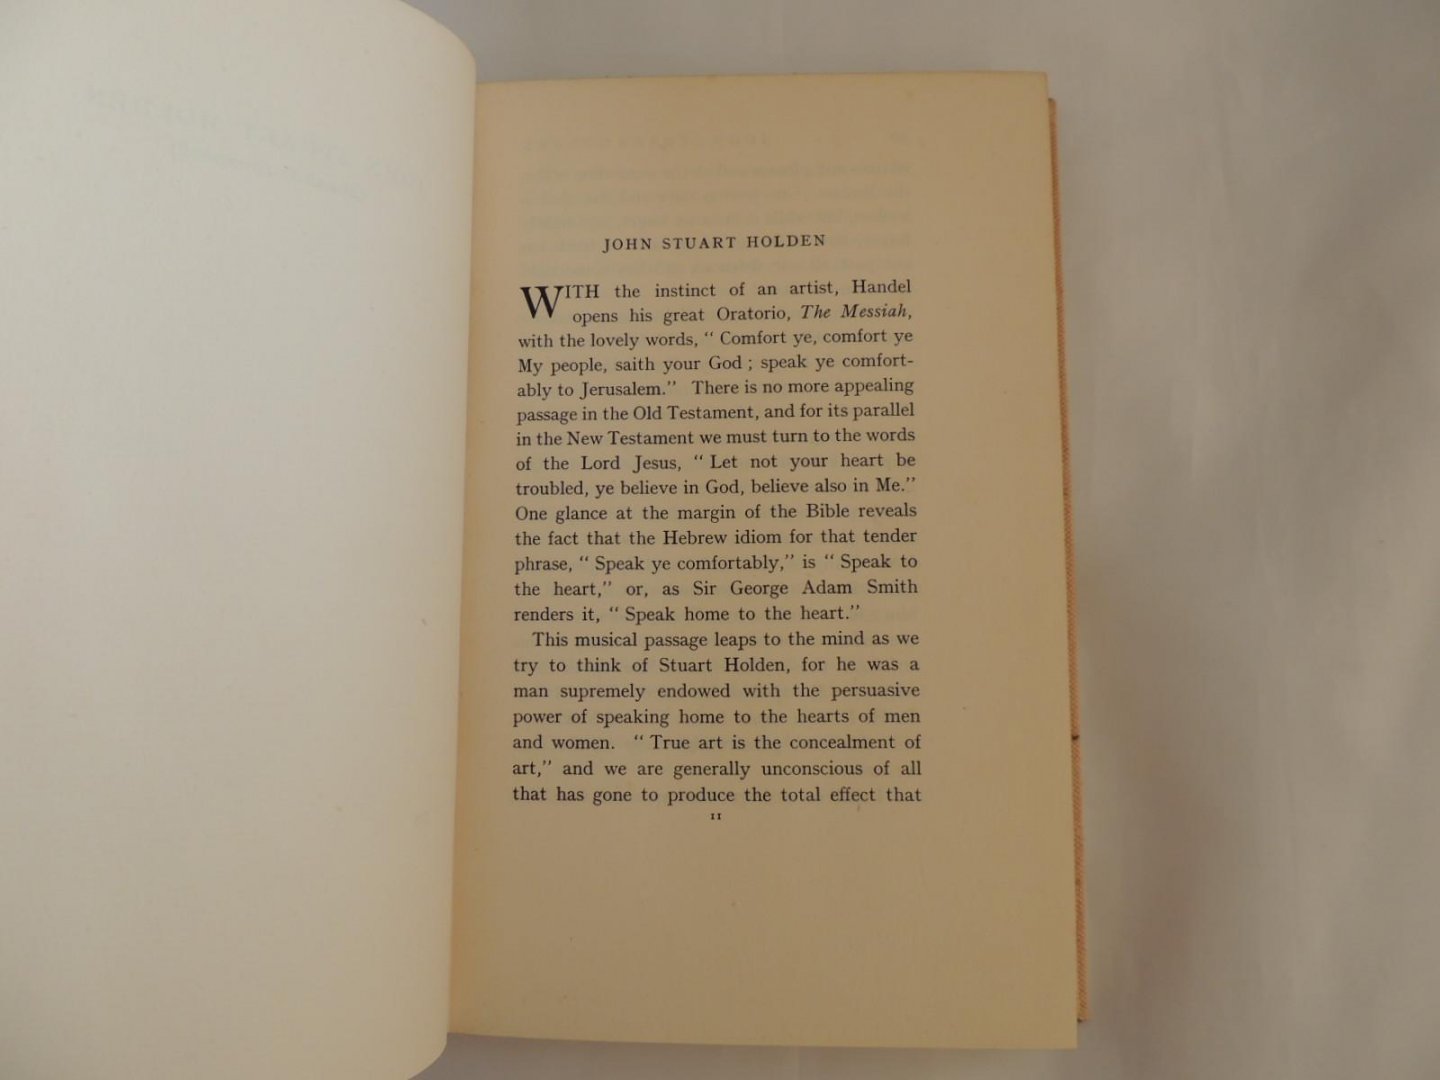 JOHN STUART HOLDEN
WITH the instinct of an artist, Handel
opens his great Oratorio, The Messiah,
with the lovely words, “ Comfort ye, comfort ye
My people, saith your God ; speak ye comfort-
ably to Jerusalem.” There is no more appealing
passage in the Old Testament, and for its parallel
in the New Testament we must turn to the words
of the Lord Jesus, “ Let not your heart be
troubled, ye believe in God, believe also in Me.”
One glance at the margin of the Bible reveals
the fact that the Hebrew idiom for that tender
phrase, “ Speak ye comfortably,” is “ Speak to
the heart,” or, as Sir George Adam Smith
renders it, “ Speak home to the heart.”
This musical passage leaps to the mind as we
try to think of Stuart Holden, for he was a
man supremely endowed with the persuasive
power of speaking home to the hearts of men
and women. “ True art is the concealment of
art,” and we are generally unconscious of all
that has gone to produce the total effect that
11